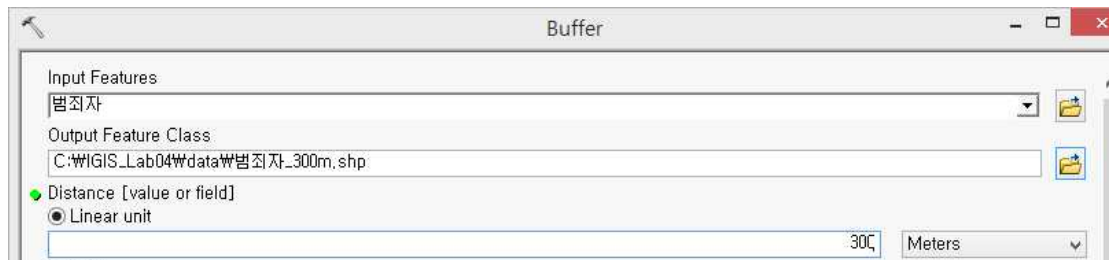 Buffer
Input Features
범죄자
Output Feature Class
C:₩IGIS_Lab04₩data₩범죄자_300m.shp
Distance [value or field]
Linear unit
300 Meters